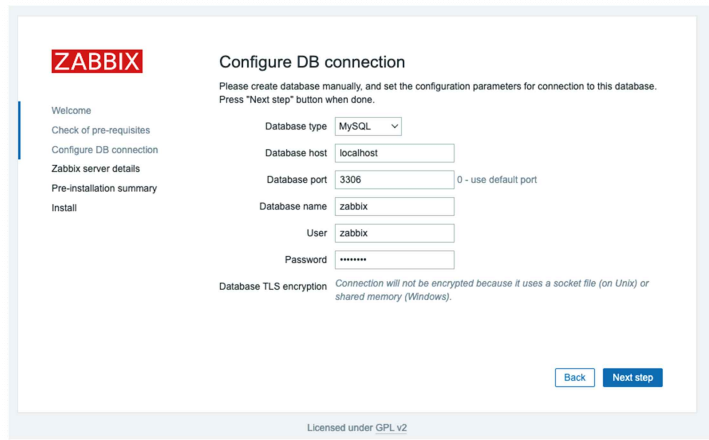 ZABBIX
Welcome
Check of pre-requisites
Configure DB connection
Zabbix server details
Pre-installation summary
Install
Configure DB connection
Please create database manually, and set the configuration parameters for connection to this database.
Press "Next step" button when done.
Database type MySQL
Database host localhost
Database port 3306 0 - use default port
Database name zabbix
User zabbix
Password ••••••••
Database TLS encryption Connection will not be encrypted because it uses a socket file (on Unix) or
shared memory (Windows).
Back Next step
Licensed under GPL v2